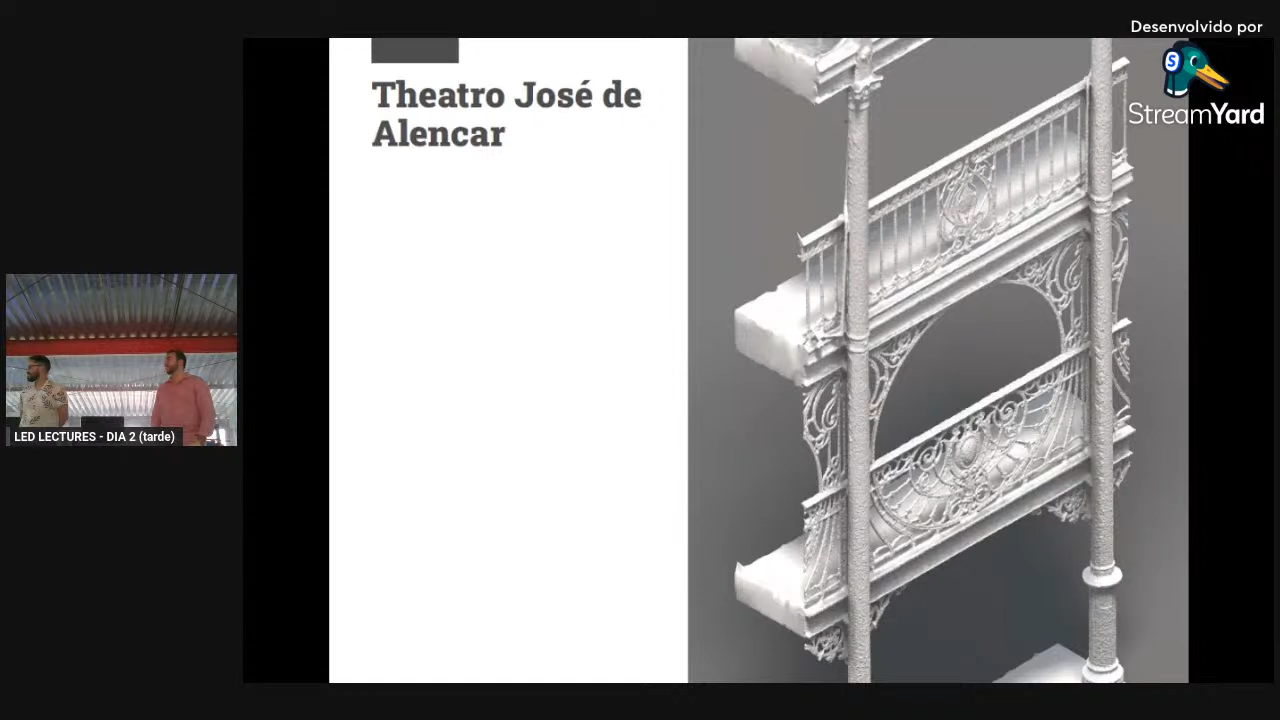 Desenvolvido por
StreamYard
Theatro José de
Alencar
LED LECTURES - DIA 2 (tarde)